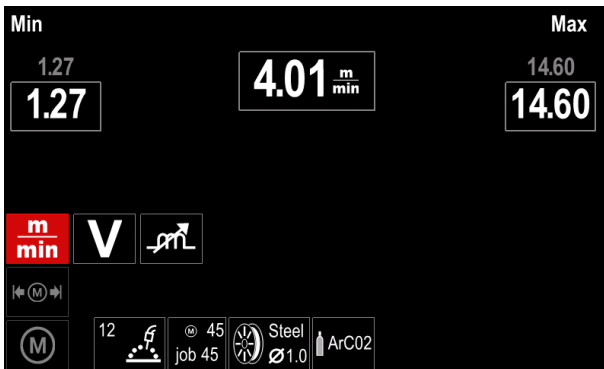 Min Max
1.27 14.60
1.27 4.01 m/min 14.60
m/min V
M
M 12 M 45 Steel
job 45 Ø1.0 ArC02